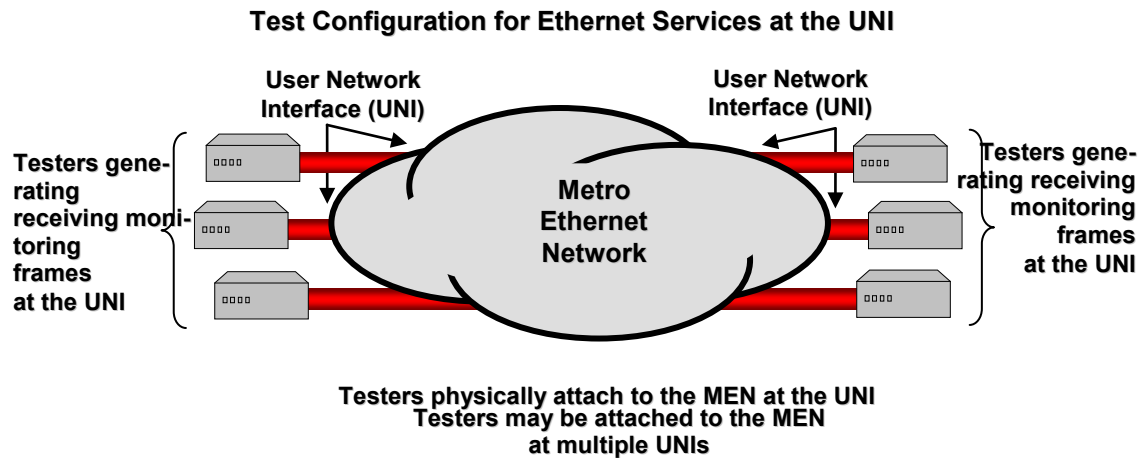 Test Configuration for Ethernet Services at the UNI
User Network
Interface (UNI)
User Network
Interface (UNI)
Testers gene-
rating
receiving moni-
toring
frames
at the UNI
Metro
Ethernet
Network
Testers gene-
rating receiving
monitoring
frames
at the UNI
Testers physically attach to the MEN at the UNI
Testers may be attached to the MEN
at multiple UNIs